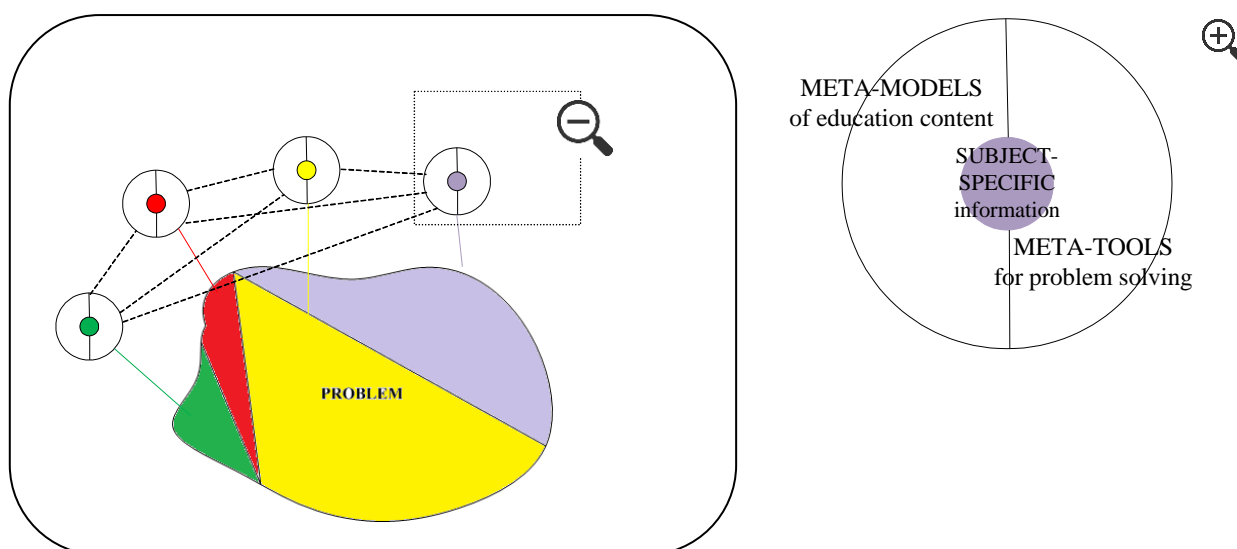 PROBLEM
META-MODELS
of education content
SUBJECT-
SPECIFIC
information
META-TOOLS
for problem solving